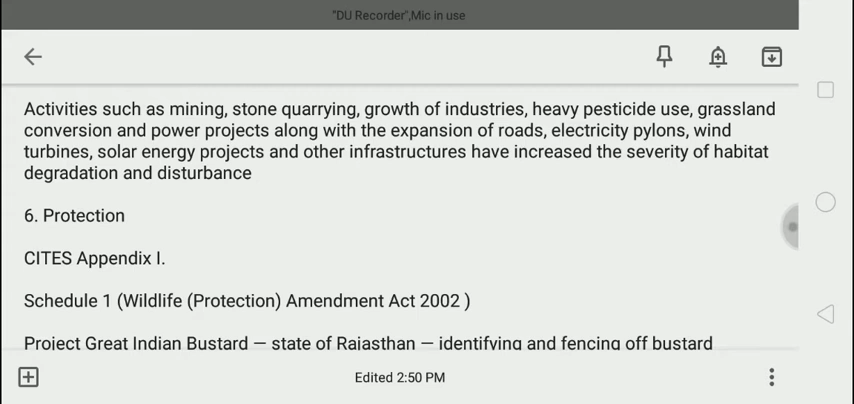 "DU Recorder",Mic in use
Activities such as mining, stone quarrying, growth of industries, heavy pesticide use, grassland
conversion and power projects along with the expansion of roads, electricity pylons, wind
turbines, solar energy projects and other infrastructures have increased the severity of habitat
degradation and disturbance
6. Protection
CITES Appendix I.
Schedule 1 (Wildlife (Protection) Amendment Act 2002 )
Project Great Indian Bustard — state of Rajasthan — identifying and fencing off bustard
Edited 2:50 PM